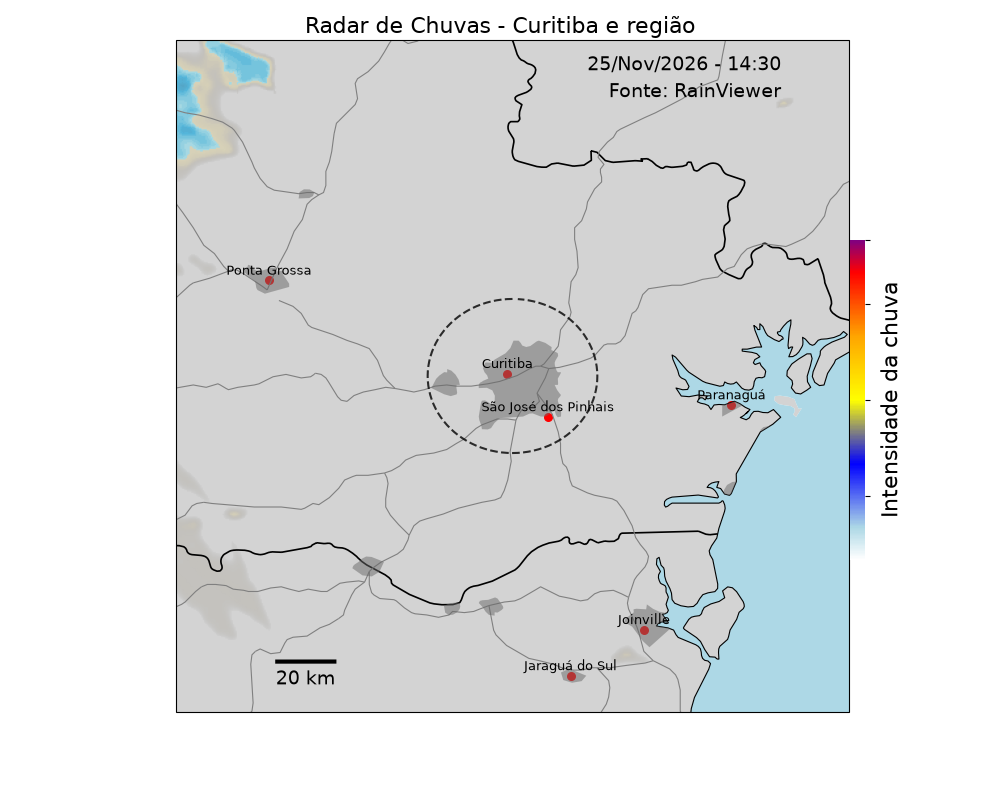 Radar de Chuvas - Curitiba e região
25/Nov/2026 - 14:30
Fonte: RainViewer
Ponta Grossa
Curitiba
São José dos Pinhais
Paranaguá
Intensidade da chuva
Joinville
Jaraguá do Sul
20 km